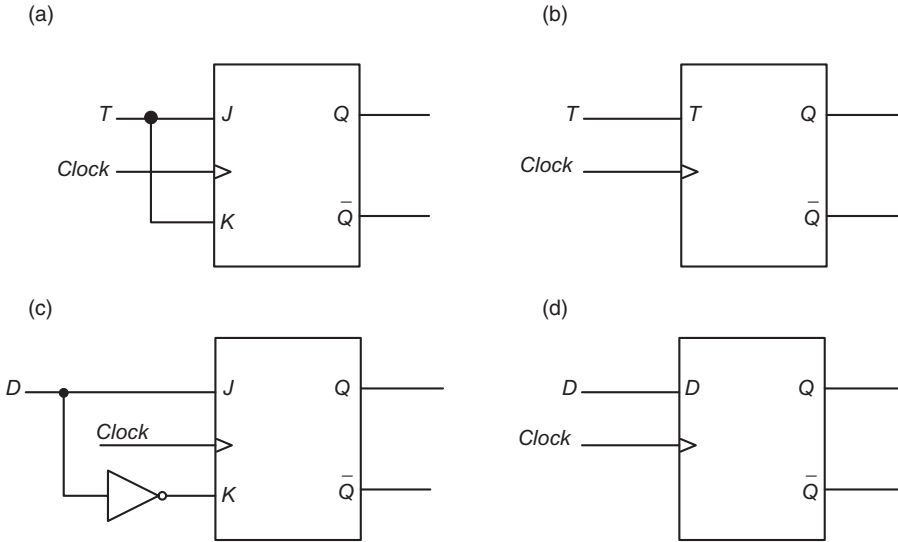 (a) (b)
T J Q T T Q
Clock Clock
K Q̅ Q̅
(c) (d)
D J Q D D Q
Clock Clock
K Q̅ Q̅